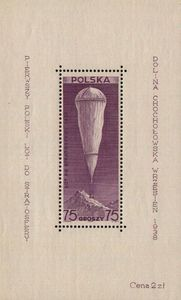 PIERWSZY POLSKI LOT DO STRATOSFERY
POLSKA
75 GROSZY 75
DOLINA CHOCHOŁOWSKA WRZESIEŃ 1938
Cena 2 zł